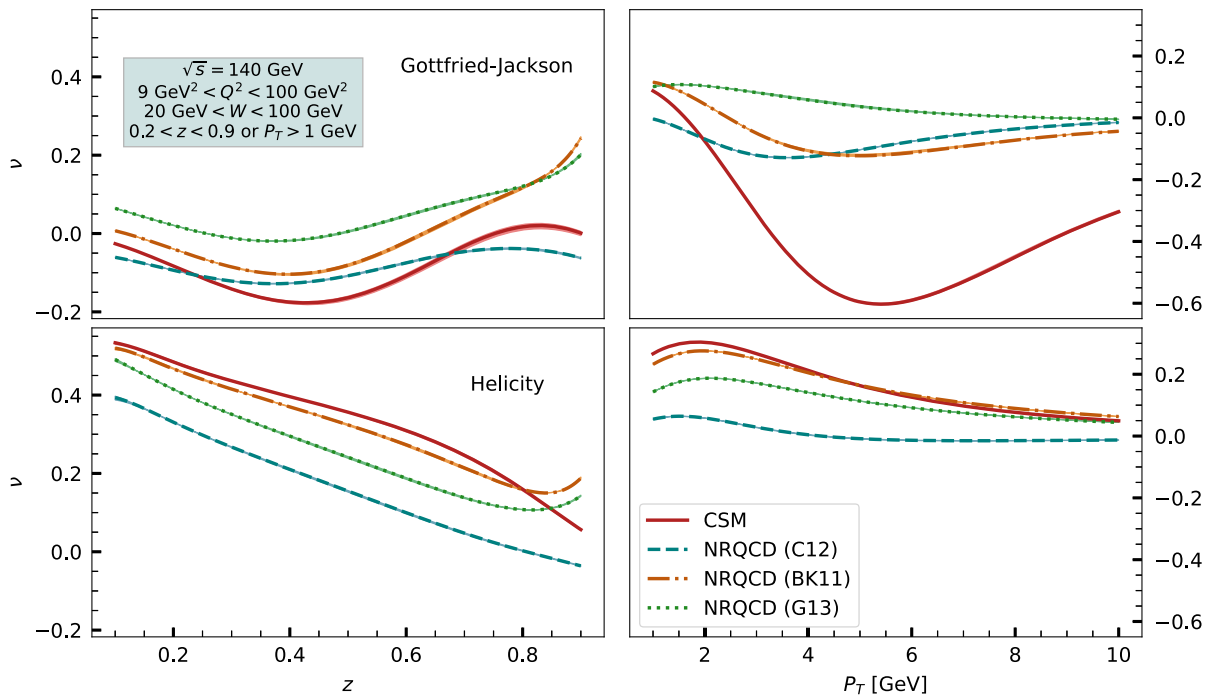 0.4
0.2
0.0
−0.2
ν
√s = 140 GeV
9 GeV² < Q² < 100 GeV²
20 GeV < W < 100 GeV
0.2 < z < 0.9 or P_T > 1 GeV
Gottfried-Jackson
0.2
0.0
−0.2
−0.4
−0.6
0.4
0.2
0.0
−0.2
ν
Helicity
0.2 0.4 0.6 0.8
z
CSM
NRQCD (C12)
NRQCD (BK11)
NRQCD (G13)
0.2
0.0
−0.2
−0.4
−0.6
2 4 6 8 10
P_T [GeV]